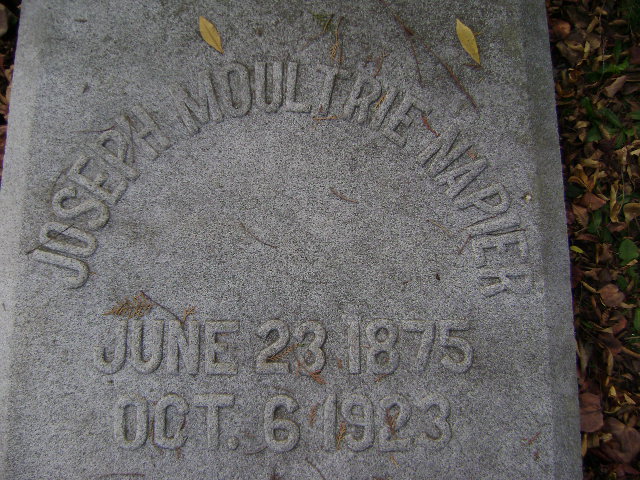 JOSEPH MOULTRIE NAPIER
JUNE 23 1875
OCT. 6 1923